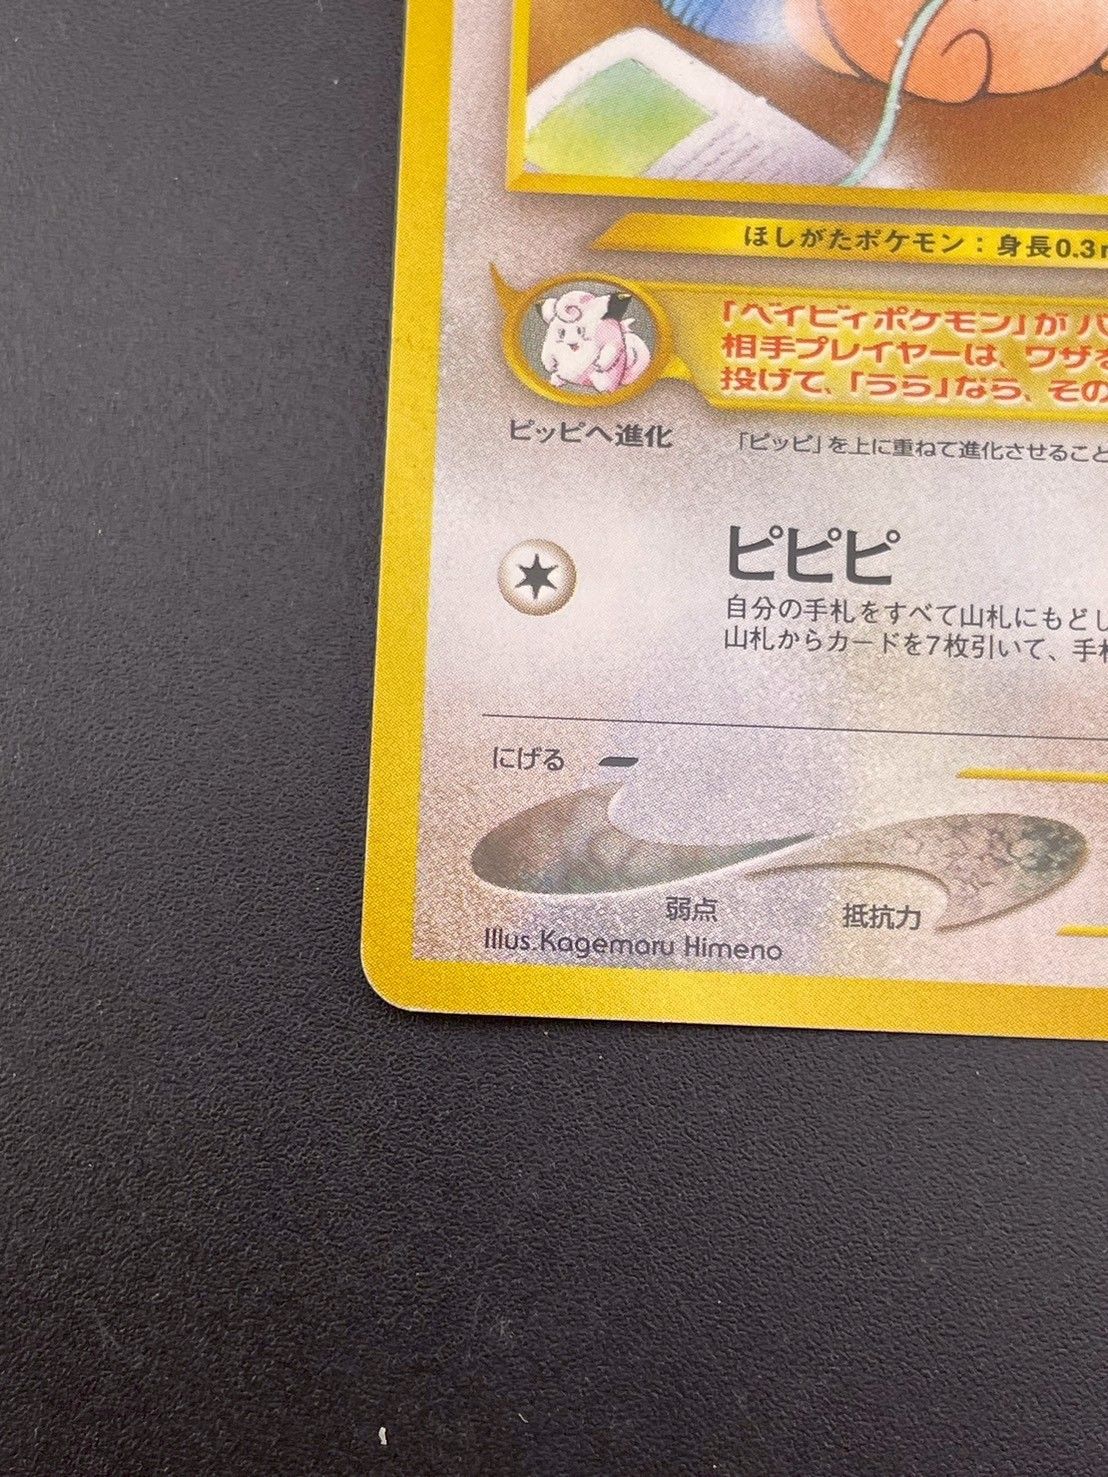 ほしがたポケモン：身長0.3m
「ベイビィポケモン」がバ
相手プレイヤーは、ワザを
投げて、「うら」なら、その
ピッピへ進化
「ピッピ」を上に重ねて進化させること
ピピピ
自分の手札をすべて山札にもどし
山札からカードを7枚引いて、手札
にげる
弱点
抵抗力
Illus.Kagemaru Himeno